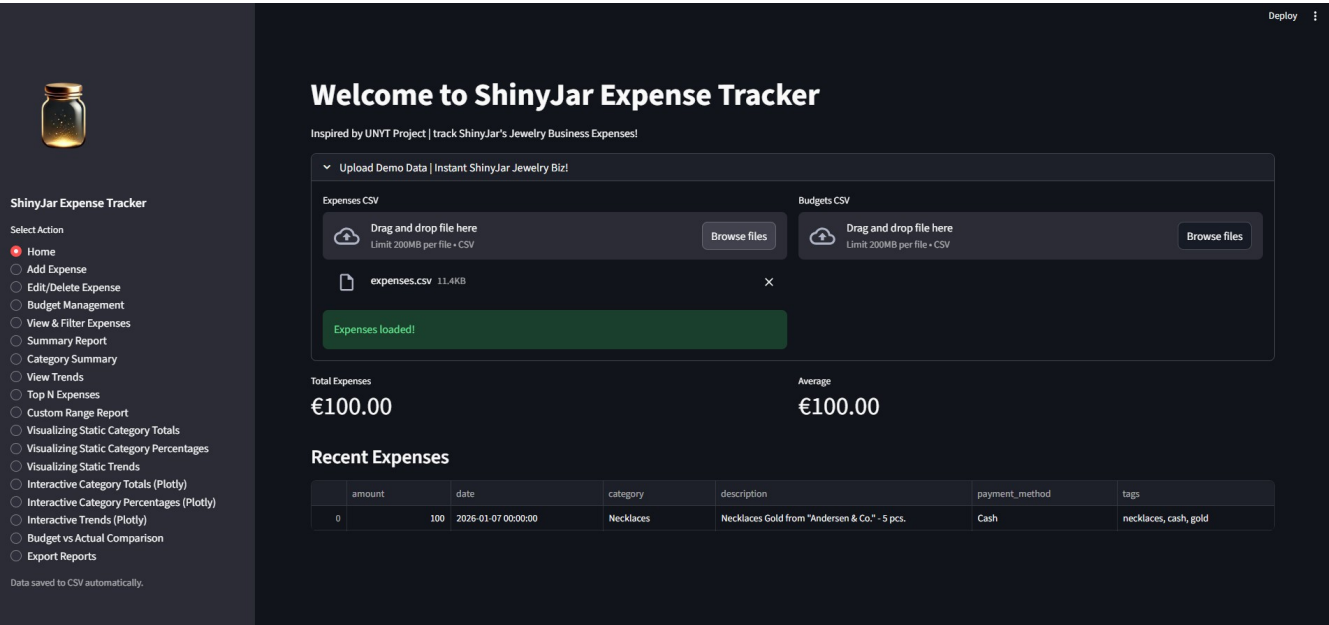 Deploy
ShinyJar Expense Tracker
Select Action
Home
Add Expense
Edit/Delete Expense
Budget Management
View & Filter Expenses
Summary Report
Category Summary
View Trends
Top N Expenses
Custom Range Report
Visualizing Static Category Totals
Visualizing Static Category Percentages
Visualizing Static Trends
Interactive Category Totals (Plotly)
Interactive Category Percentages (Plotly)
Interactive Trends (Plotly)
Budget vs Actual Comparison
Export Reports
Data saved to CSV automatically.
Welcome to ShinyJar Expense Tracker
Inspired by UNYT Project | track ShinyJar's Jewelry Business Expenses!
Upload Demo Data | Instant ShinyJar Jewelry Biz!
Expenses CSV
Drag and drop file here
Limit 200MB per file • CSV
Browse files
expenses.csv 11.4KB
Expenses loaded!
Budgets CSV
Drag and drop file here
Limit 200MB per file • CSV
Browse files
Total Expenses
€100.00
Average
€100.00
Recent Expenses
amount date category description payment_method tags
0 100 2026-01-07 00:00:00 Necklaces Necklaces Gold from "Andersen & Co." - 5 pcs. Cash necklaces, cash, gold